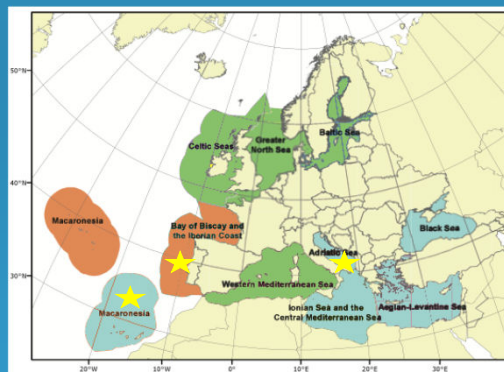 50°N
40°N
30°N
Celtic Seas
Greater
North Sea
Baltic Sea
Macaronesia
Bay of Biscay and
the Iberian Coast
Adriatic Sea
Black Sea
Western Mediterranean Sea
Macaronesia
Ionian Sea and the
Central Mediterranean Sea
Aegian-Levantine Sea
20°W
10°W
0°
10°E
20°E
30°E